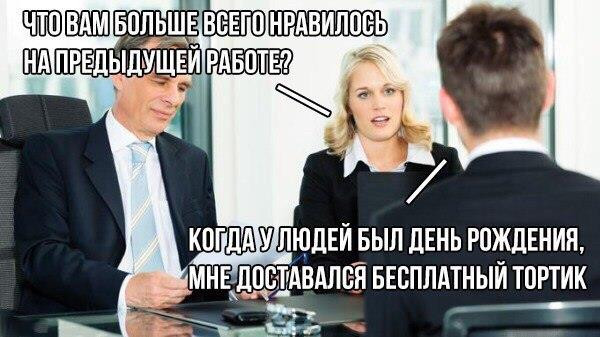 ЧТО ВАМ БОЛЬШЕ ВСЕГО НРАВИЛОСЬ
НА ПРЕДЫДУЩЕЙ РАБОТЕ?
КОГДА У ЛЮДЕЙ БЫЛ ДЕНЬ РОЖДЕНИЯ,
МНЕ ДОСТАВАЛСЯ БЕСПЛАТНЫЙ ТОРТИК